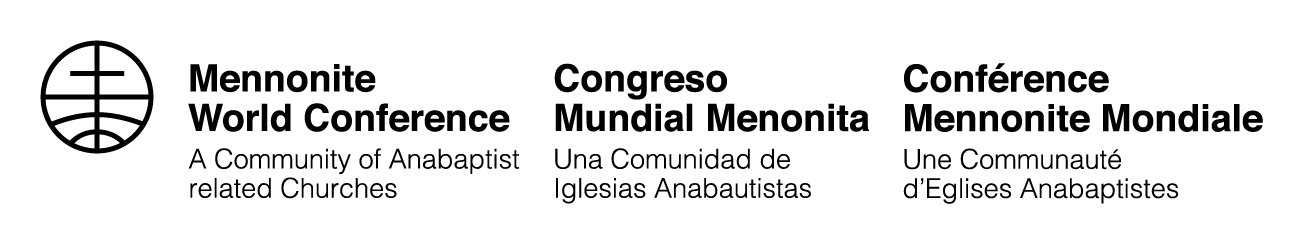 Mennonite
World Conference
A Community of Anabaptist
related Churches
Congreso
Mundial Menonita
Una Comunidad de
Iglesias Anabautistas
Conférence
Mennonite Mondiale
Une Communauté
d’Eglises Anabaptistes